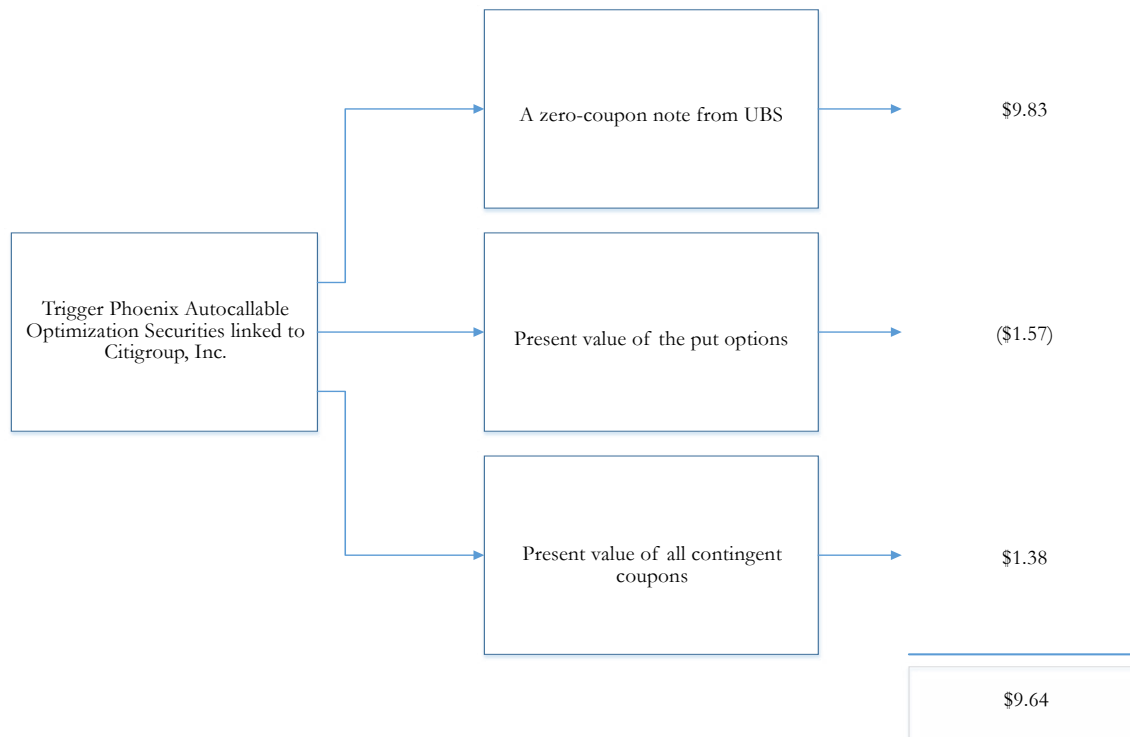 A zero-coupon note from UBS
$9.83
Trigger Phoenix Autocallable
Optimization Securities linked to
Citigroup, Inc.
Present value of the put options
($1.57)
Present value of all contingent
coupons
$1.38
$9.64